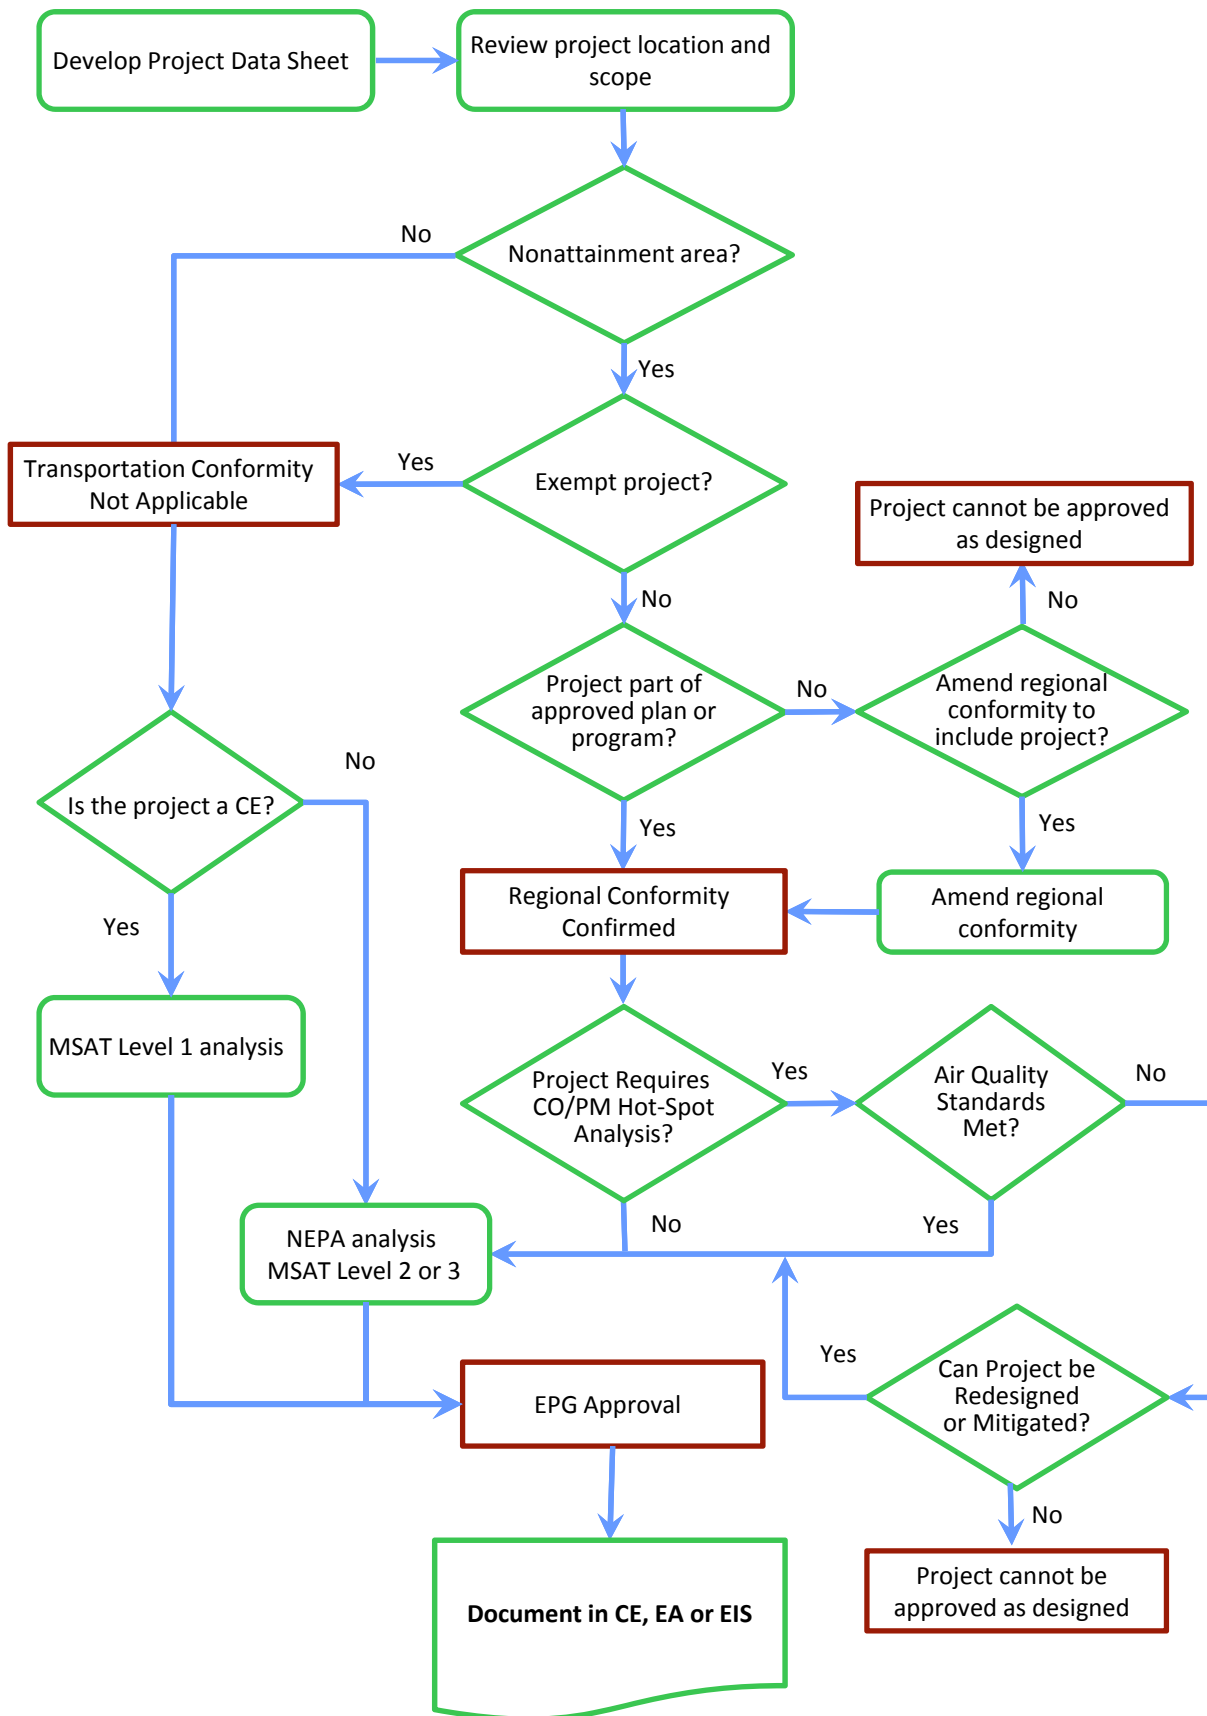 Develop Project Data Sheet
Review project location and
scope
No
Nonattainment area?
Yes
Transportation Conformity
Not Applicable
Yes
Exempt project?
Project cannot be approved
as designed
No
No
Project part of
approved plan or
program?
No
Amend regional
conformity to
include project?
No
Is the project a CE?
Yes
Yes
Regional Conformity
Confirmed
Amend regional
conformity
Yes
MSAT Level 1 analysis
Project Requires
CO/PM Hot-Spot
Analysis?
Yes
Air Quality
Standards
Met?
No
No
Yes
NEPA analysis
MSAT Level 2 or 3
Yes
Can Project be
Redesigned
or Mitigated?
EPG Approval
No
Project cannot be
approved as designed
Document in CE, EA or EIS